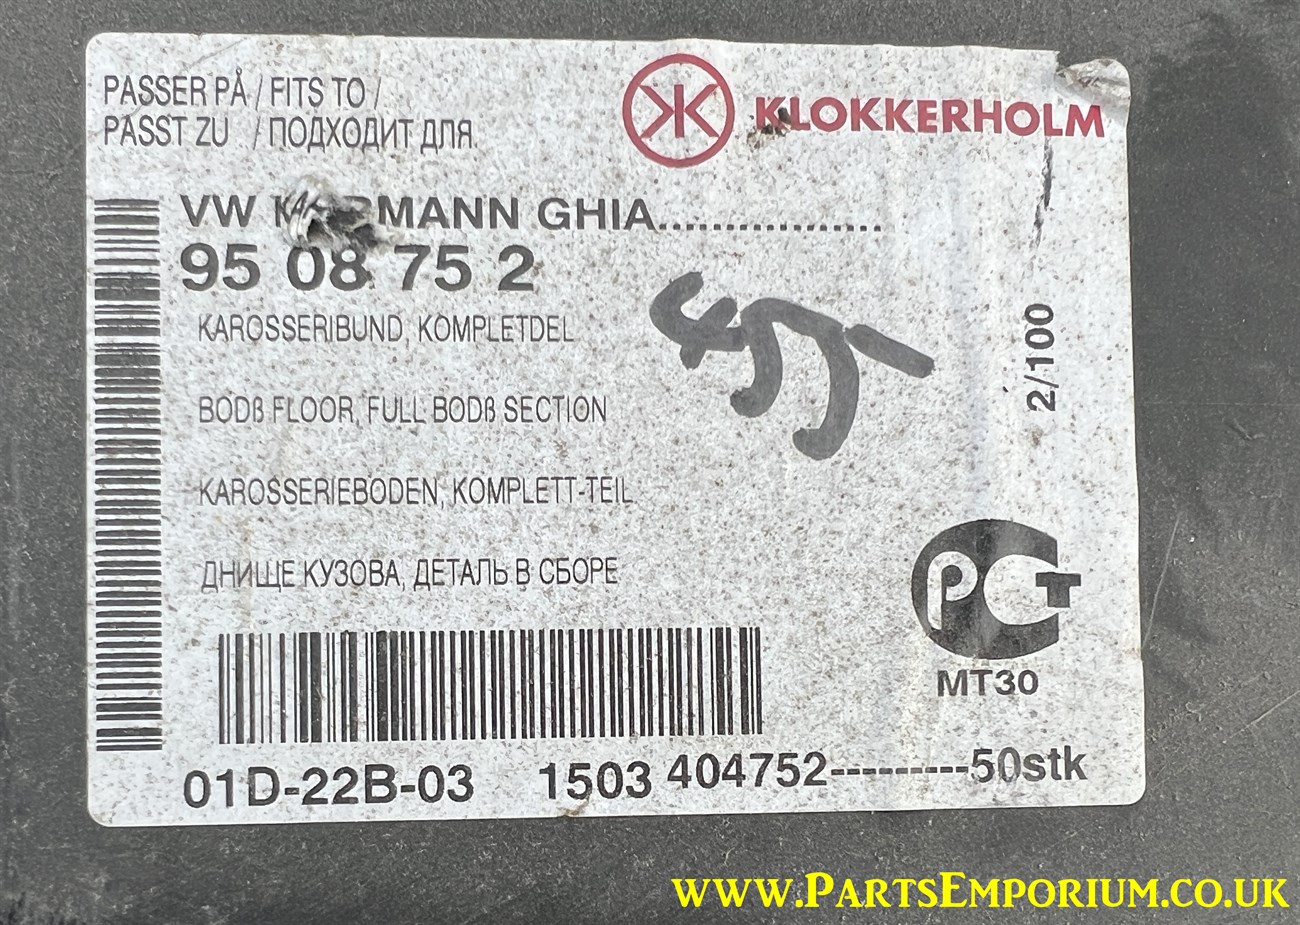 PASSER PÅ / FITS TO /
PASST ZU / ПОДХОДИТ ДЛЯ
KLOKKERHOLM
VW GHIA.................
95 08 75 2
KAROSSERIBUND, KOMPLETDEL
BODß FLOOR, FULL BODß SECTION
KAROSSERIEBODEN, KOMPLETT-TEIL
ДНИЩЕ КУЗОВА, ДЕТАЛЬ В СБОРЕ
2/100
РСТ
MT30
01D-22B-03 1503 404752---------50stk
www.PartsEmporium.co.uk